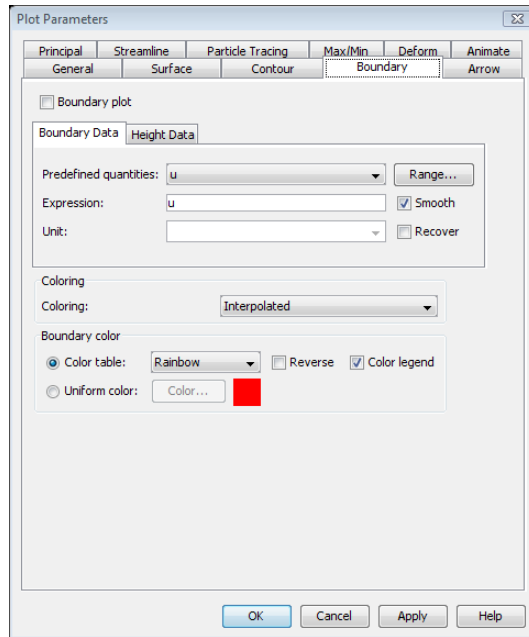 Plot Parameters
Principal Streamline Particle Tracing Max/Min Deform Animate
General Surface Contour Boundary Arrow
Boundary plot
Boundary Data Height Data
Predefined quantities: u Range...
Expression: u Smooth
Unit: Recover
Coloring
Coloring: Interpolated
Boundary color
Color table: Rainbow Reverse Color legend
Uniform color: Color...
OK Cancel Apply Help